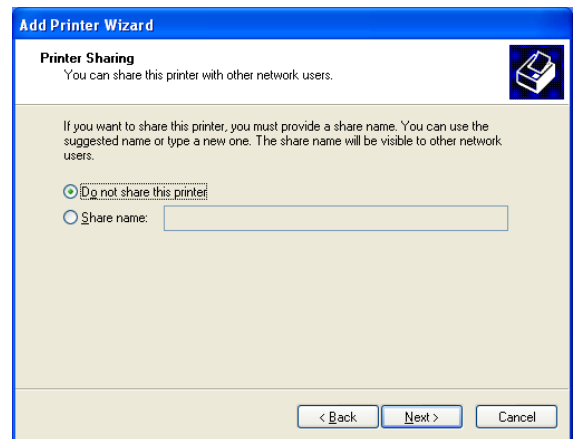 Add Printer Wizard
Printer Sharing
You can share this printer with other network users.
If you want to share this printer, you must provide a share name. You can use the
suggested name or type a new one. The share name will be visible to other network
users.
Do not share this printer
Share name:
< Back
Next >
Cancel